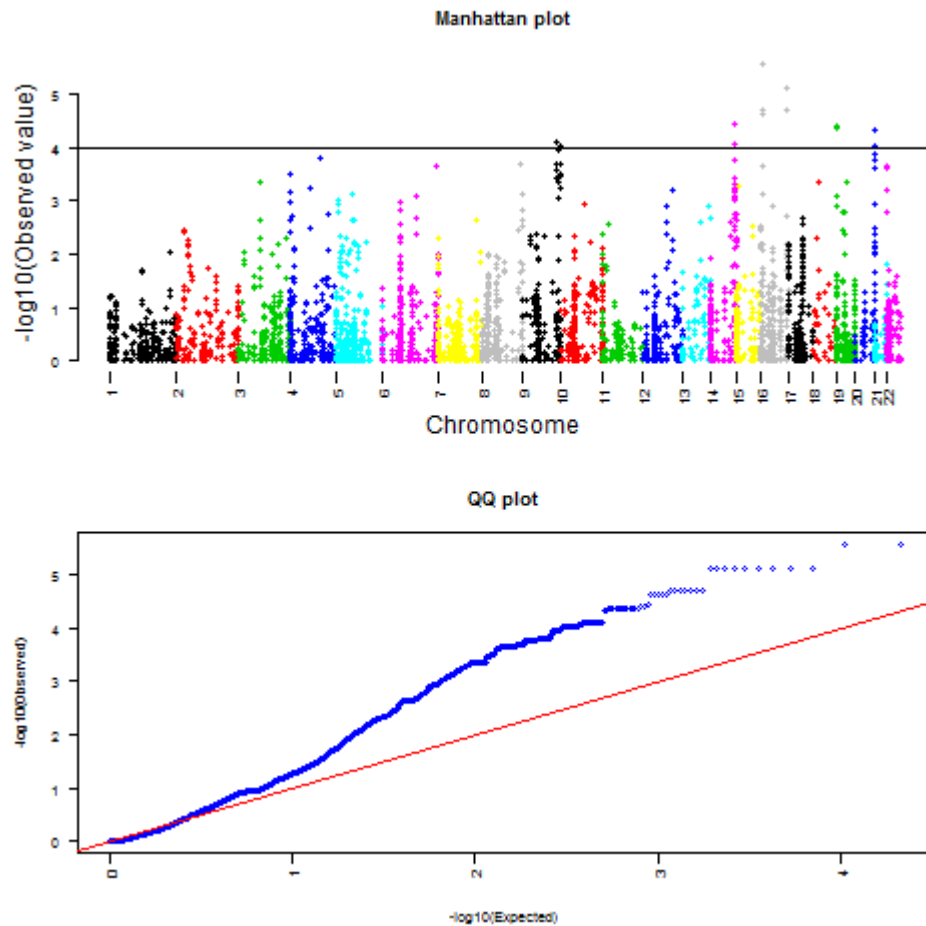 Manhattan plot
-log10(Observed value)
5
4
3
2
1
0
1 2 3 4 5 6 7 8 9 10 11 12 13 14 15 16 17 18 19 20 21 22
Chromosome
QQ plot
-log10(Observed)
5
4
3
2
1
0
0 1 2 3 4
-log10(Expected)